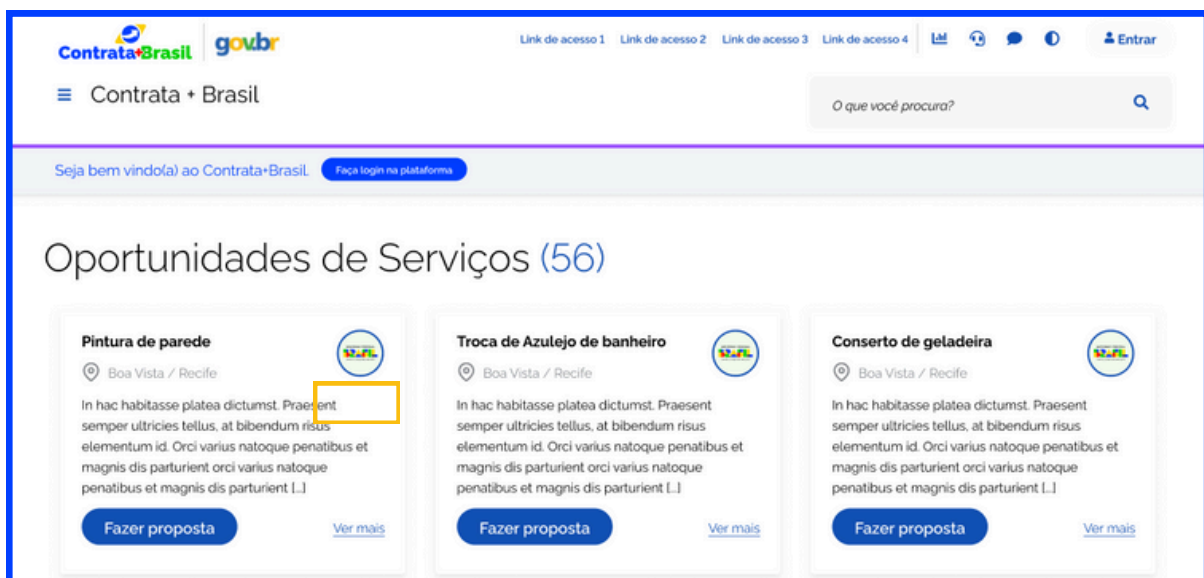 Contrata+Brasil gov.br Link de acesso 1 Link de acesso 2 Link de acesso 3 Link de acesso 4 Entrar
Contrata + Brasil
O que você procura?
Seja bem vindo(a) ao Contrata+Brasil. Faça login na plataforma
Oportunidades de Serviços (56)
Pintura de parede
Boa Vista / Recife
In hac habitasse platea dictumst. Praesent
semper ultricies tellus, at bibendum risus
elementum id. Orci varius natoque penatibus et
magnis dis parturient orci varius natoque
penatibus et magnis dis parturient [...]
Fazer proposta Ver mais
Troca de Azulejo de banheiro
Boa Vista / Recife
In hac habitasse platea dictumst. Praesent
semper ultricies tellus, at bibendum risus
elementum id. Orci varius natoque penatibus et
magnis dis parturient orci varius natoque
penatibus et magnis dis parturient [...]
Fazer proposta Ver mais
Conserto de geladeira
Boa Vista / Recife
In hac habitasse platea dictumst. Praesent
semper ultricies tellus, at bibendum risus
elementum id. Orci varius natoque penatibus et
magnis dis parturient orci varius natoque
penatibus et magnis dis parturient [...]
Fazer proposta Ver mais